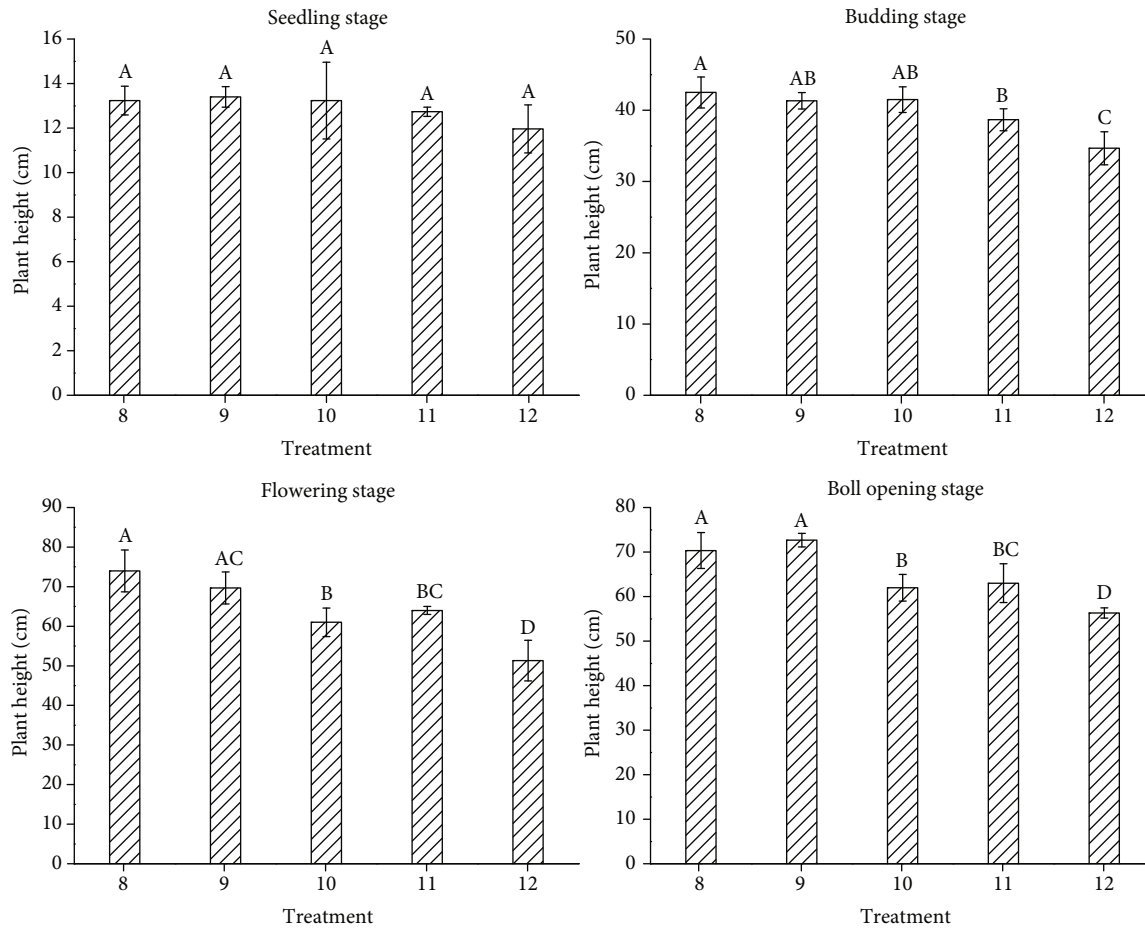 Seedling stage
16
14
12
10
8
6
4
2
0
Plant height (cm)
A
A
A
A
A
8 9 10 11 12
Treatment
Budding stage
50
40
30
20
10
0
Plant height (cm)
A
AB
AB
B
C
8 9 10 11 12
Treatment
Flowering stage
90
80
70
60
50
40
30
20
10
0
Plant height (cm)
A
AC
B
BC
D
8 9 10 11 12
Treatment
Boll opening stage
80
70
60
50
40
30
20
10
0
Plant height (cm)
A
A
B
BC
D
8 9 10 11 12
Treatment